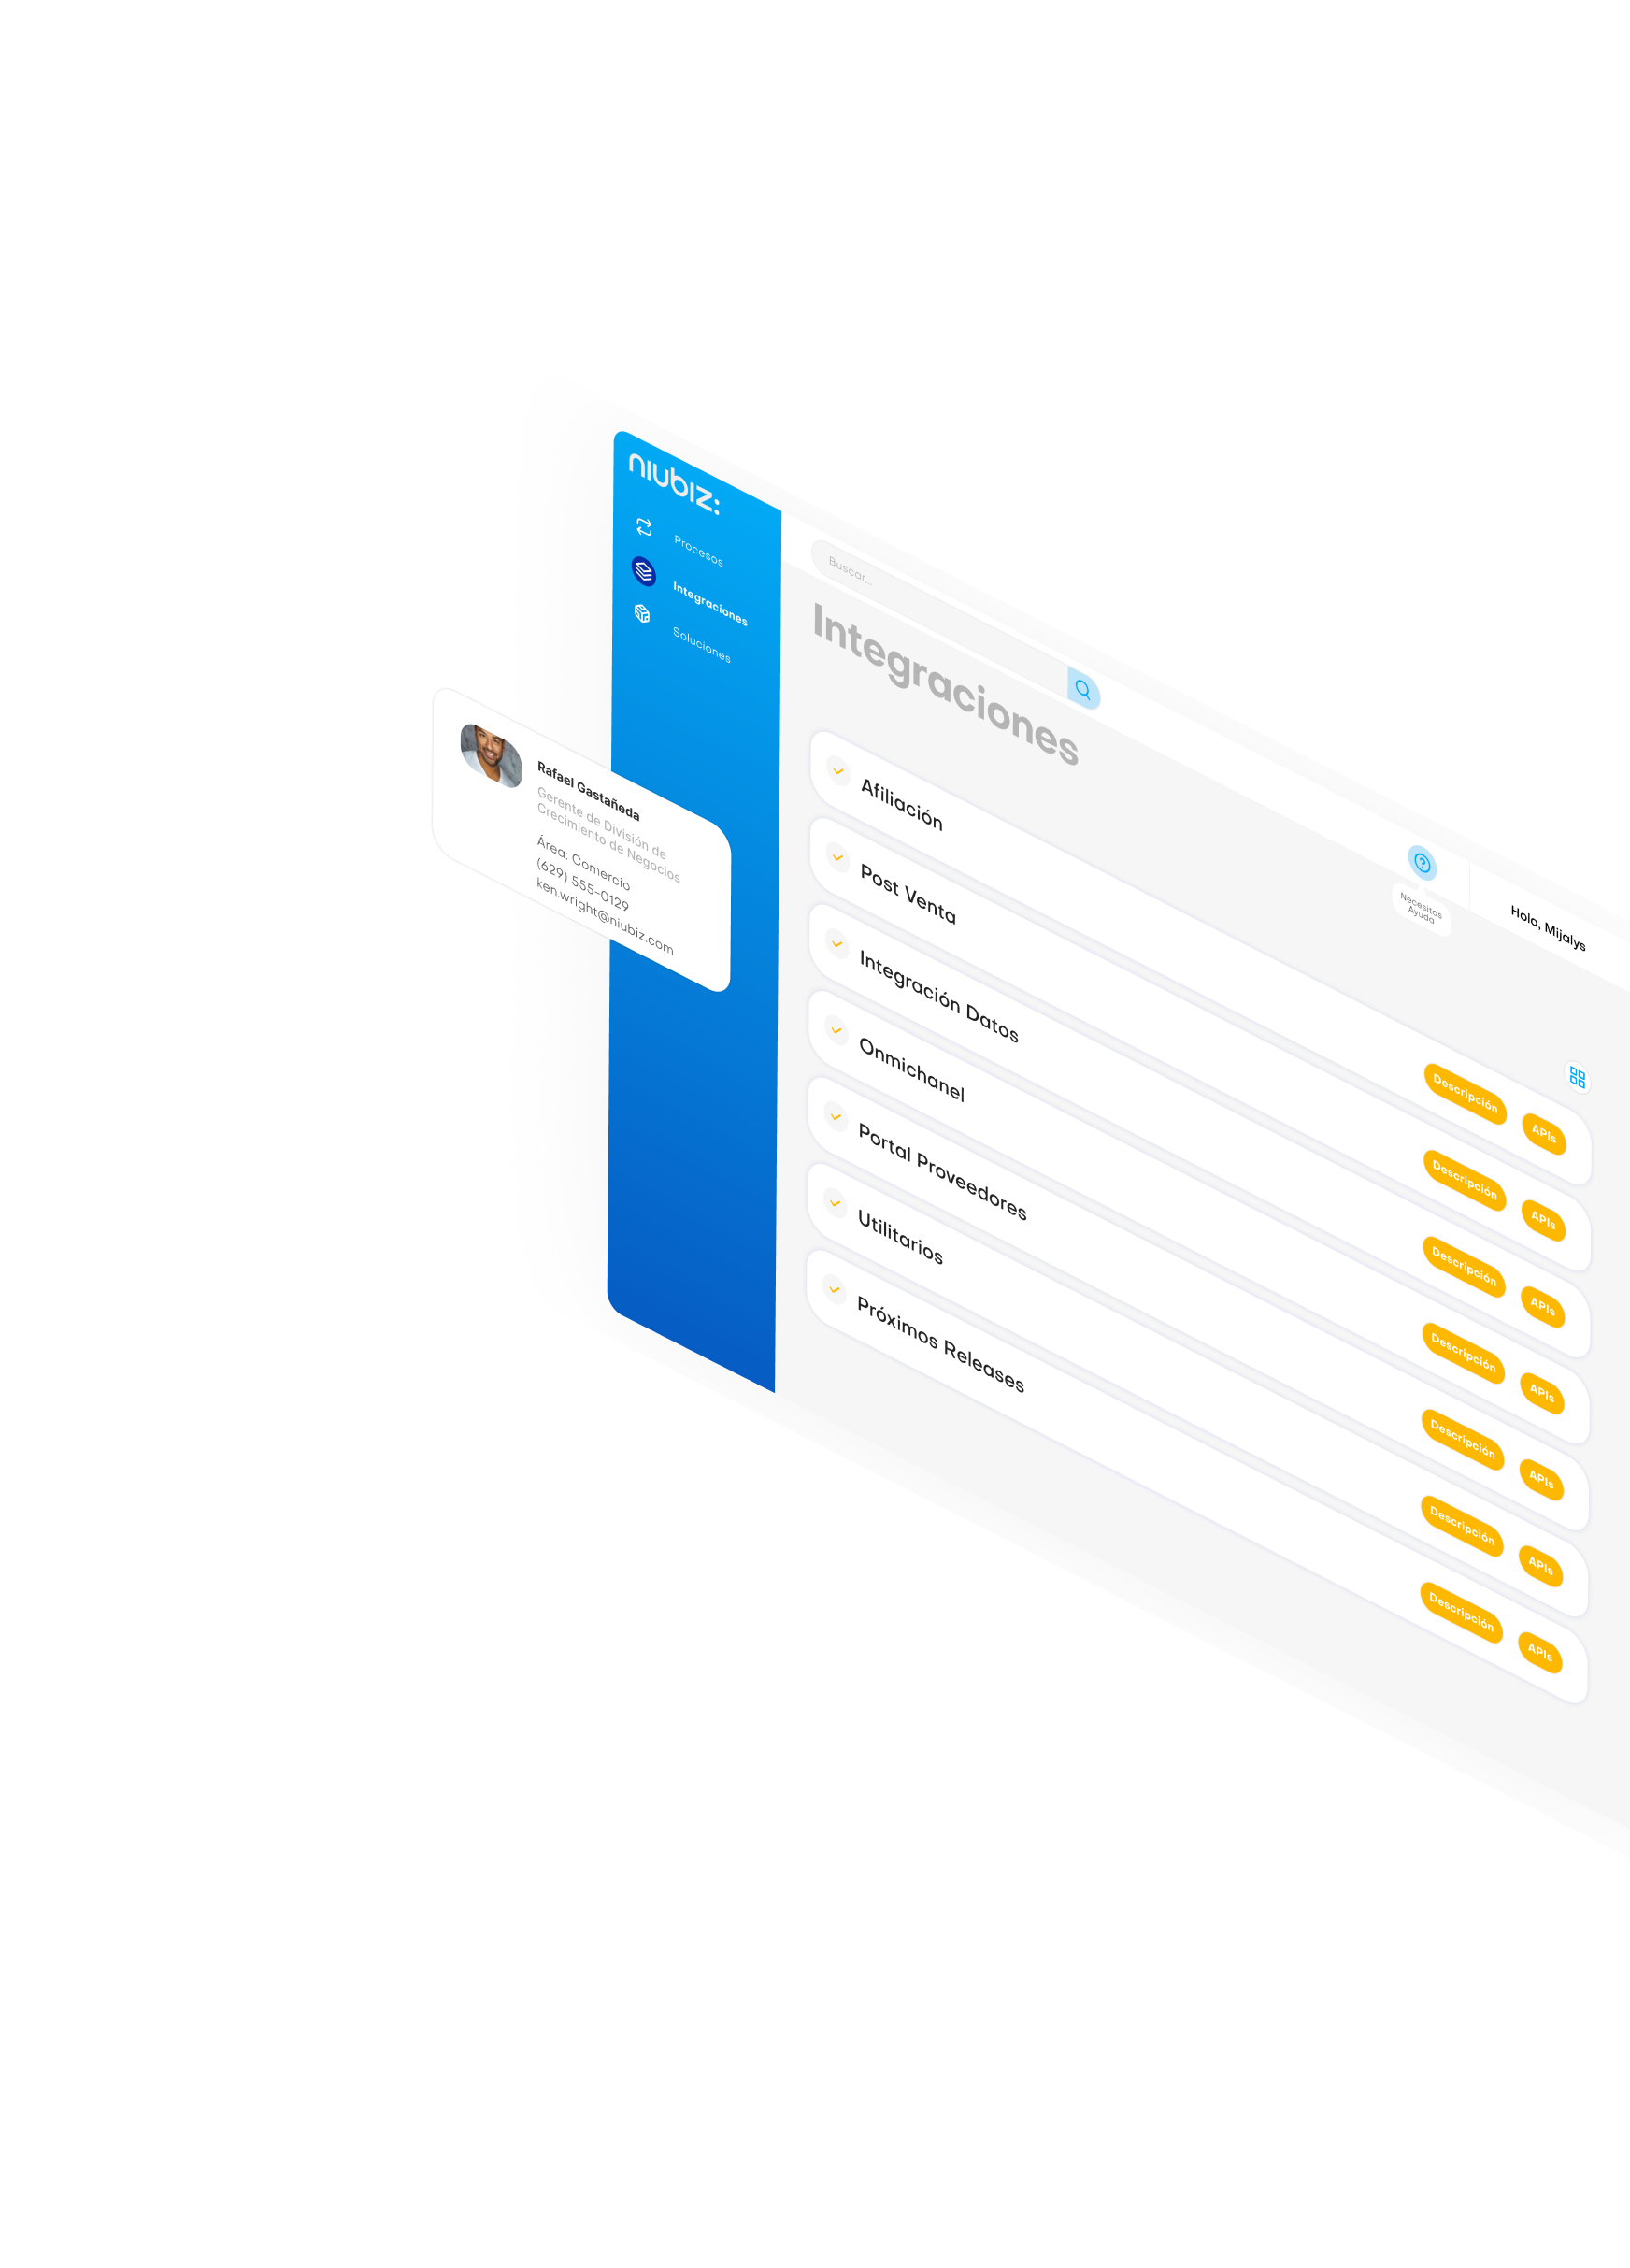 niubiz:
Procesos
Integraciones
Soluciones
Rafael Gastañeda
Gerente de División de
Crecimiento de Negocios
Área: Comercio
(629) 555-0129
ken.wright@niubiz.com
Buscar...
Necesitas
Ayuda
Hola, Mijalys
Integraciones
Afiliación
Descripción
APIs
Post Venta
Descripción
APIs
Integración Datos
Descripción
APIs
Onmichanel
Descripción
APIs
Portal Proveedores
Descripción
APIs
Utilitarios
Descripción
APIs
Próximos Releases
Descripción
APIs